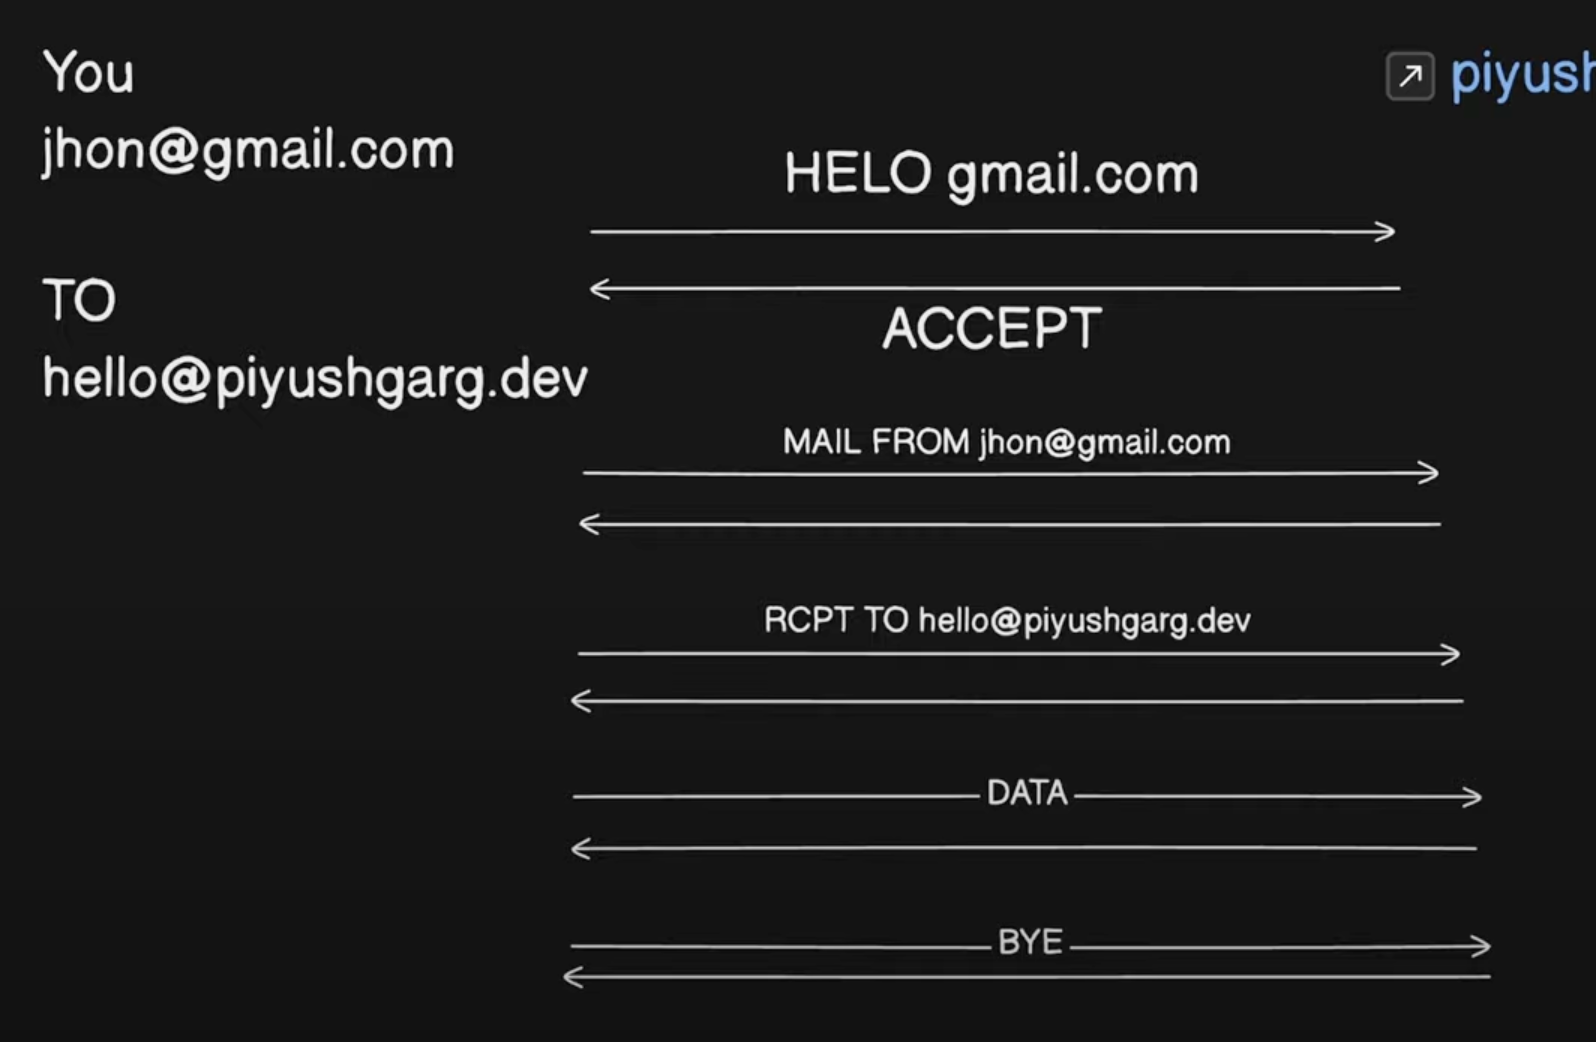 You
jhon@gmail.com
TO
hello@piyushgarg.dev
piyush
HELO gmail.com
ACCEPT
MAIL FROM jhon@gmail.com
RCPT TO hello@piyushgarg.dev
DATA
BYE